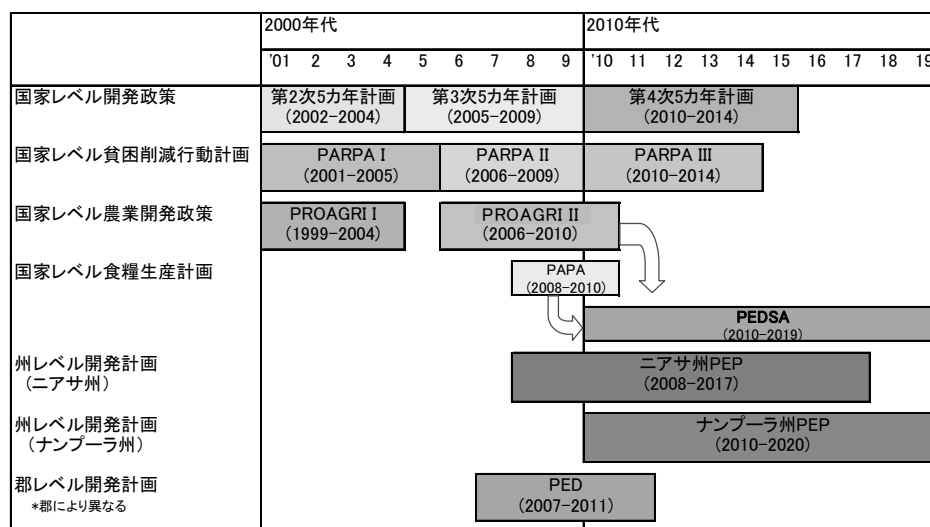 2000年代 2010年代
'01 2 3 4 5 6 7 8 9 '10 11 12 13 14 15 16 17 18 19
国家レベル開発政策 第2次5カ年計画 第3次5カ年計画 第4次5カ年計画
(2002-2004) (2005-2009) (2010-2014)
国家レベル貧困削減行動計画 PARPA I PARPA II PARPA III
(2001-2005) (2006-2009) (2010-2014)
国家レベル農業開発政策 PROAGRI I PROAGRI II
(1999-2004) (2006-2010)
国家レベル食糧生産計画 PAPA
(2008-2010)
PEDSA
(2010-2019)
州レベル開発計画 ニアサ州PEP
(ニアサ州) (2008-2017)
州レベル開発計画 ナンプーラ州PEP
(ナンプーラ州) (2010-2020)
郡レベル開発計画 PED
*郡により異なる (2007-2011)